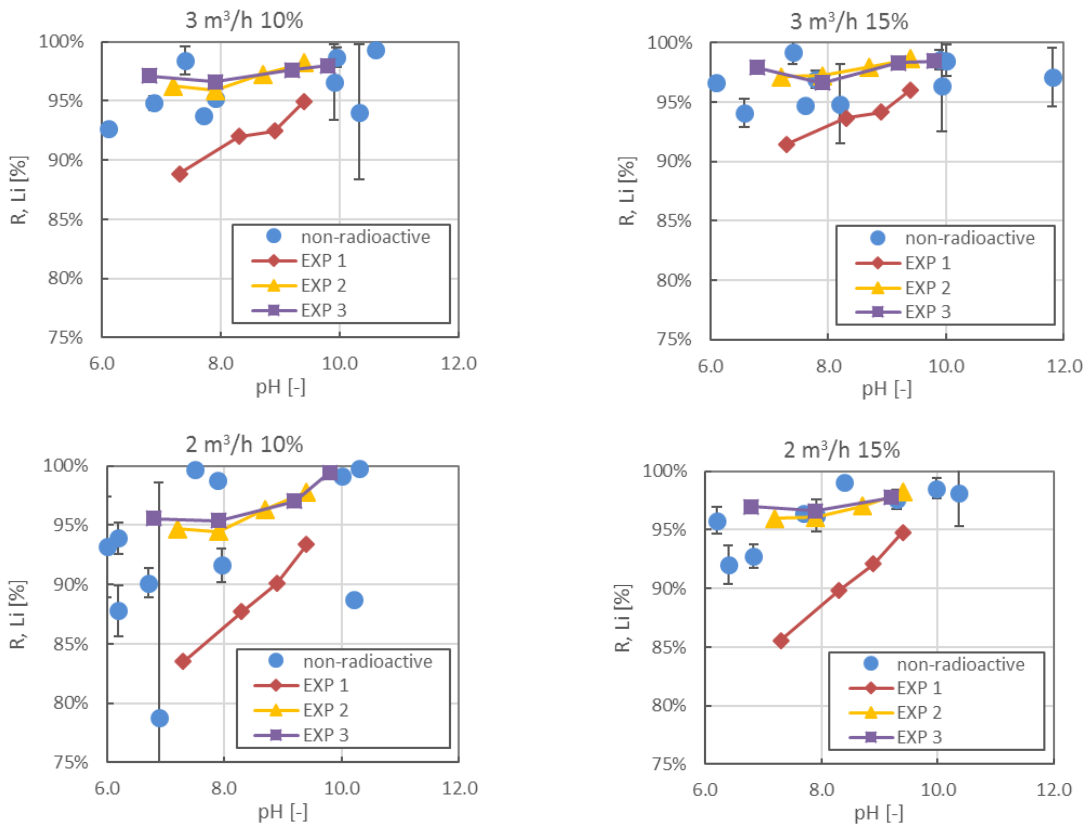 3 m³/h 10%
100%
95%
90%
85%
80%
75%
R, Li [%]
non-radioactive
EXP 1
EXP 2
EXP 3
6.0 8.0 10.0 12.0
pH [-]
3 m³/h 15%
100%
95%
90%
85%
80%
75%
R, Li [%]
non-radioactive
EXP 1
EXP 2
EXP 3
6.0 8.0 10.0 12.0
pH [-]
2 m³/h 10%
100%
95%
90%
85%
80%
75%
R, Li [%]
non-radioactive
EXP 1
EXP 2
EXP 3
6.0 8.0 10.0 12.0
pH [-]
2 m³/h 15%
100%
95%
90%
85%
80%
75%
R, Li [%]
non-radioactive
EXP 1
EXP 2
EXP 3
6.0 8.0 10.0 12.0
pH [-]